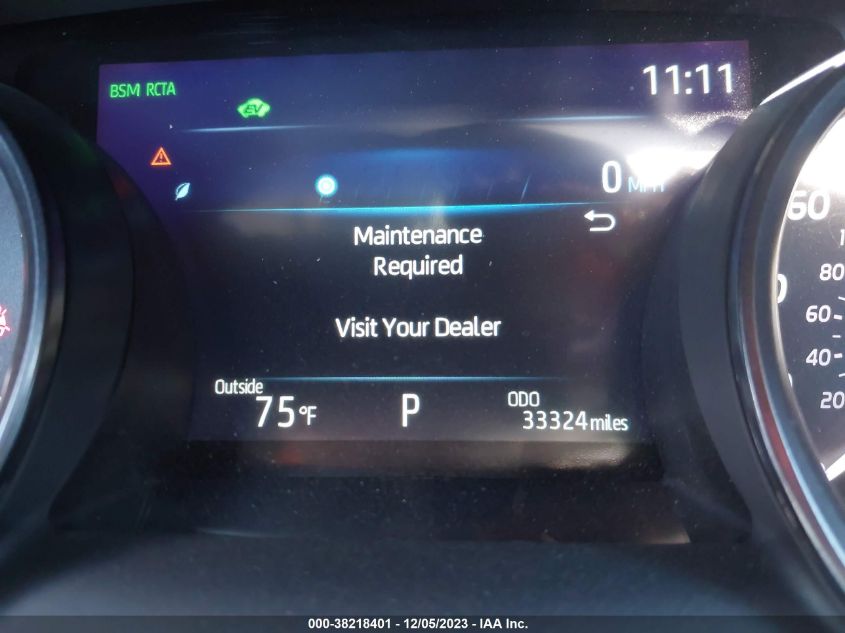 BSM RCTA
11:11
EV
0 MPH
Maintenance
Required
Visit Your Dealer
Outside
75°F
P
ODO
33324 miles
60
80
60
40
20
000-38218401 - 12/05/2023 - IAA Inc.